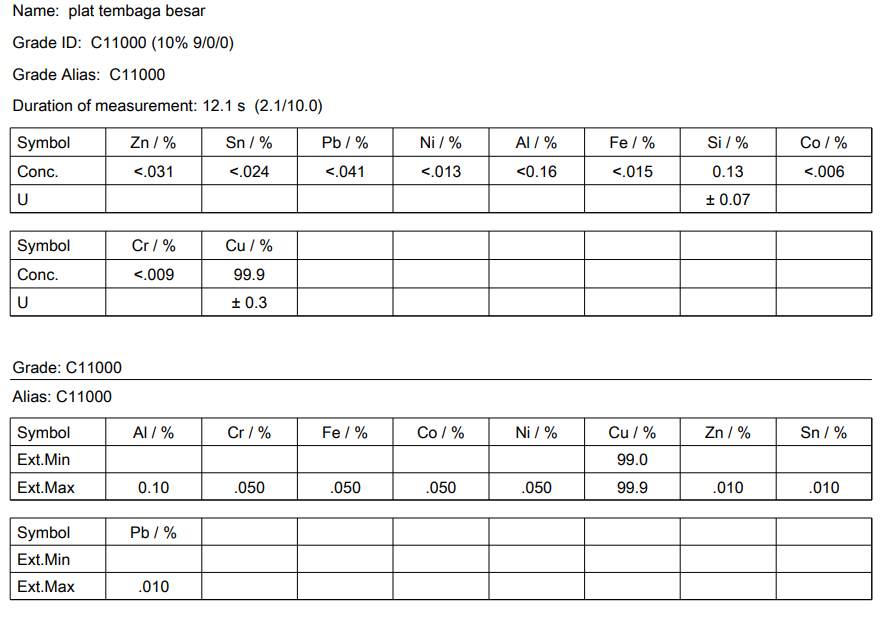 Name: plat tembaga besar
Grade ID: C11000 (10% 9/0/0)
Grade Alias: C11000
Duration of measurement: 12.1 s (2.1/10.0)
Symbol Zn / % Sn / % Pb / % Ni / % Al / % Fe / % Si / % Co / %
Conc. <.031 <.024 <.041 <.013 <0.16 <.015 0.13 <.006
U ± 0.07
Symbol Cr / % Cu / %
Conc. <.009 99.9
U ± 0.3
Grade: C11000
Alias: C11000
Symbol Al / % Cr / % Fe / % Co / % Ni / % Cu / % Zn / % Sn / %
Ext.Min 99.0
Ext.Max 0.10 .050 .050 .050 .050 99.9 .010 .010
Symbol Pb / %
Ext.Min
Ext.Max .010